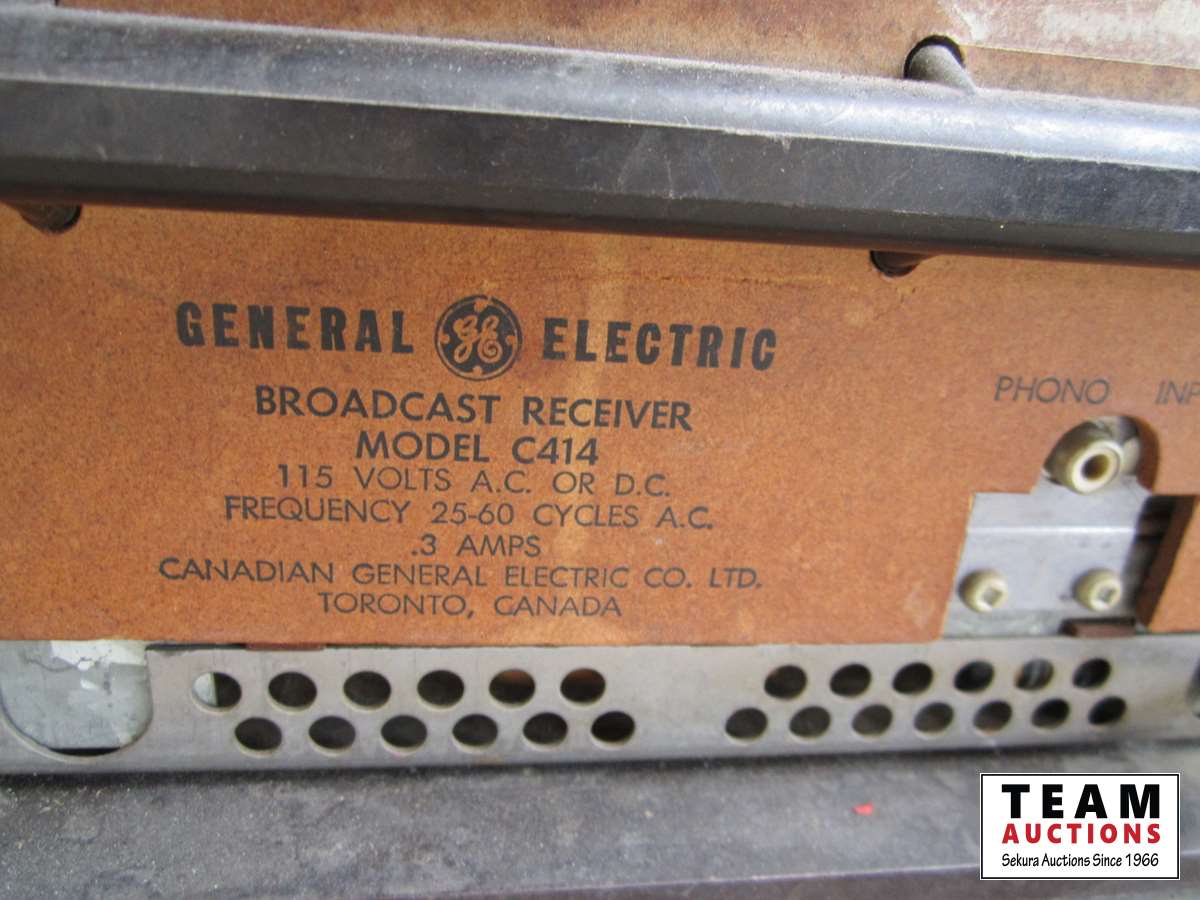 GENERAL GE ELECTRIC
BROADCAST RECEIVER
MODEL C414
115 VOLTS A.C. OR D.C.
FREQUENCY 25-60 CYCLES A.C.
.3 AMPS
CANADIAN GENERAL ELECTRIC CO. LTD.
TORONTO, CANADA
PHONO
TEAM
AUCTIONS
Sekura Auctions Since 1966